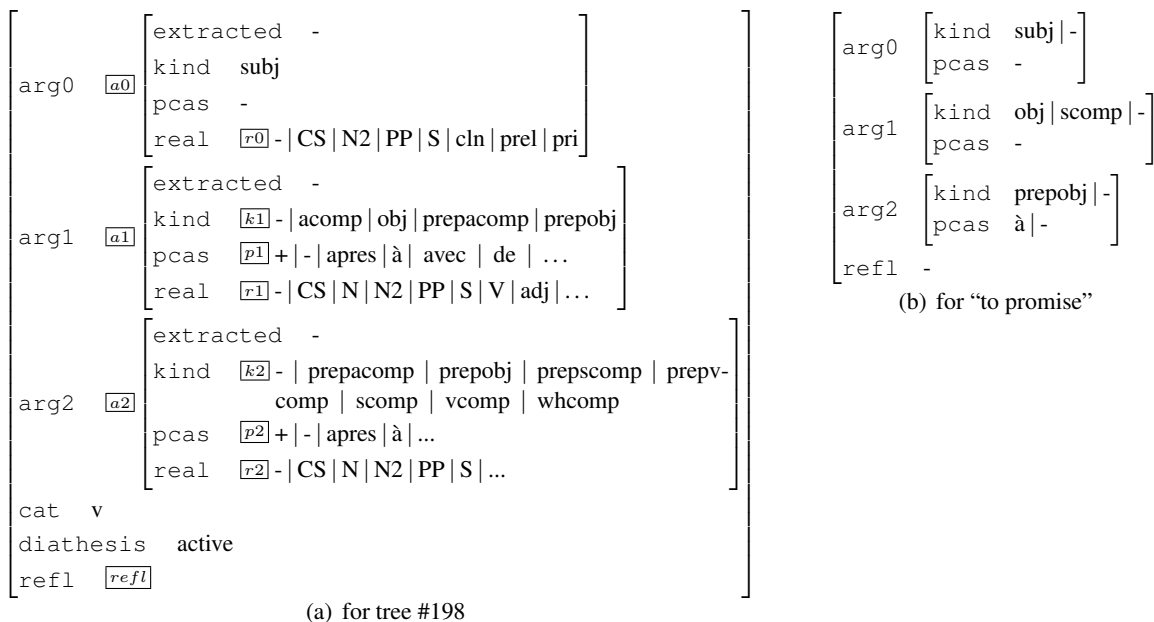 extracted -
kind subj
arg0 a0 pcas -
real r0 - | CS | N2 | PP | S | cln | prel | pri
extracted -
kind k1 - | acomp | obj | prepacomp | prepobj
arg1 a1 pcas p1 + | - | apres | à | avec | de | …
real r1 - | CS | N | N2 | PP | S | V | adj | …
extracted -
kind k2 - | prepacomp | prepobj | prepscomp | prepv-
comp | scomp | vcomp | whcomp
arg2 a2 pcas p2 + | - | apres | à | ...
real r2 - | CS | N | N2 | PP | S | ...
cat v
diathesis active
refl refl
(a) for tree #198
arg0 kind subj | -
pcas -
arg1 kind obj | scomp | -
pcas -
arg2 kind prepobj | -
pcas à | -
refl -
(b) for “to promise”